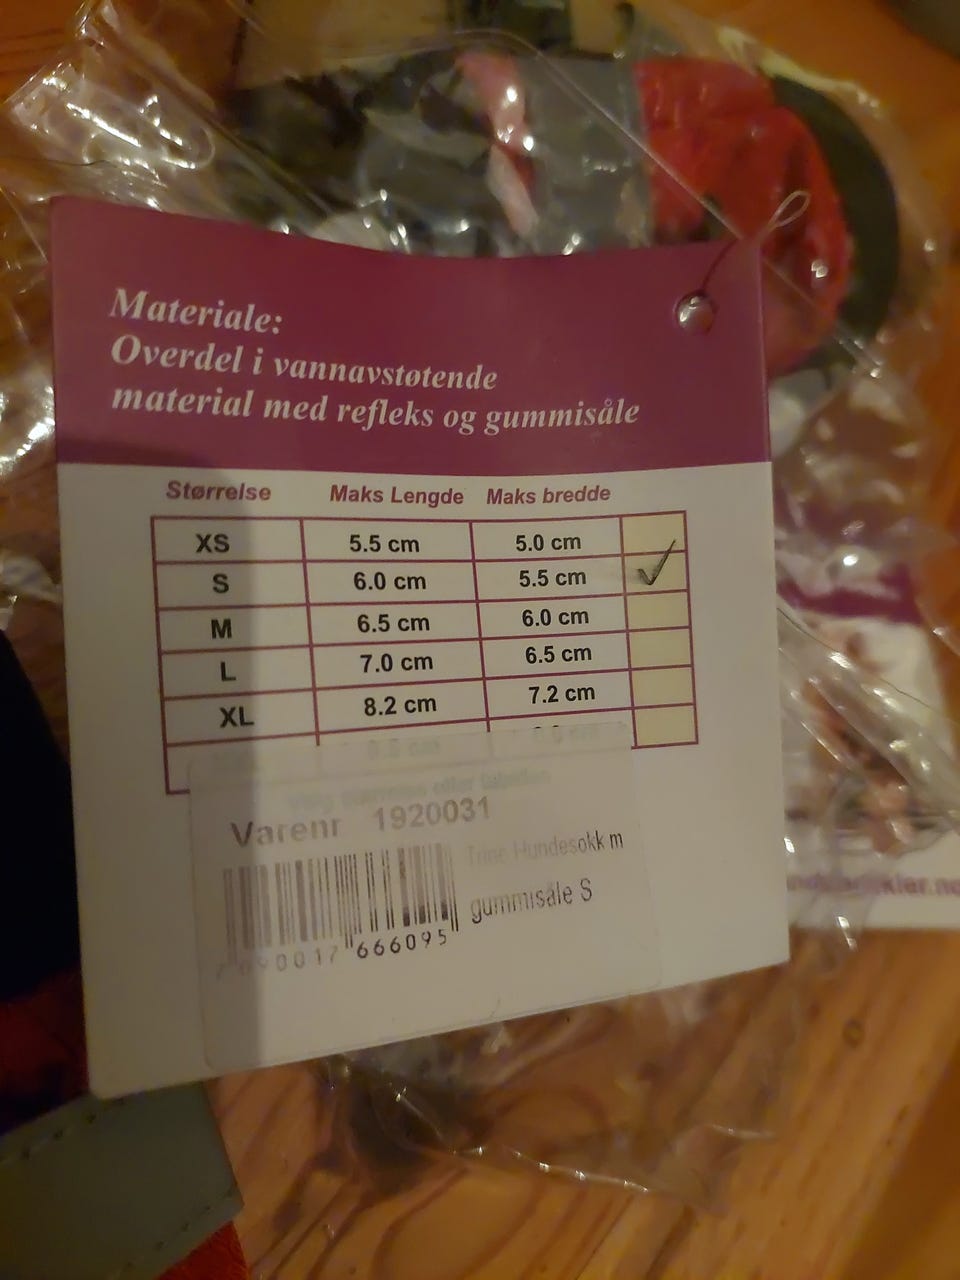 Materiale:
Overdel i vannavstøtende
material med refleks og gummisåle
Størrelse Maks Lengde Maks bredde
XS 5.5 cm 5.0 cm
S 6.0 cm 5.5 cm ✓
M 6.5 cm 6.0 cm
L 7.0 cm 6.5 cm
XL 8.2 cm 7.2 cm
Varenr 1920031
Trine Hundesokk m
gummisåle S
666095